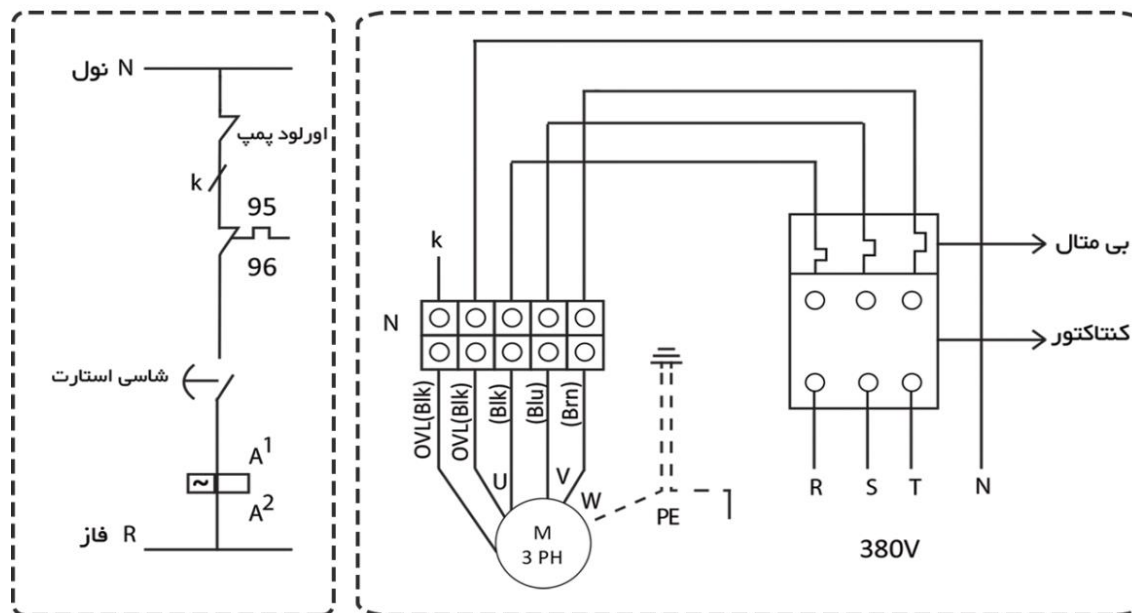 نول N
اورلود پمپ
k
95
96
شاسی استارت
A1
A2
فاز R
k
N
OVL(Blk)
OVL(Blk)
(Blk)
(Blu)
(Brn)
U
V
W
M
3 PH
PE
بی متال
کنتاکتور
R S T N
380V